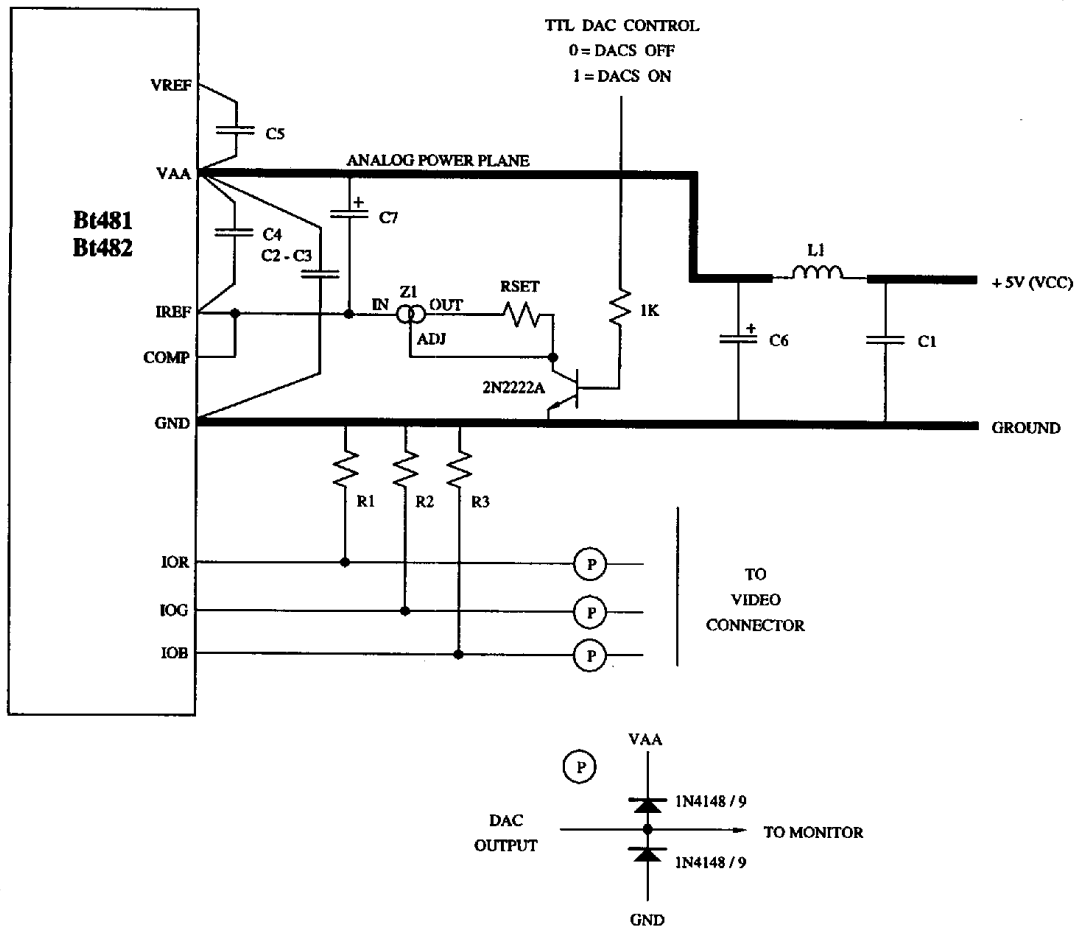 TTL DAC CONTROL
0 = DACS OFF
1 = DACS ON
VREF
C5
VAA
ANALOG POWER PLANE
Bt481
Bt482
C4
C2 - C3
C7
L1
+ 5V (VCC)
IREF
IN
Z1
OUT
RSET
1K
ADJ
C6
C1
COMP
2N2222A
GND
GROUND
R1
R2
R3
IOR
P
IOG
P
IOB
P
TO
VIDEO
CONNECTOR
P
VAA
1N4148 / 9
DAC
OUTPUT
TO MONITOR
1N4148 / 9
GND